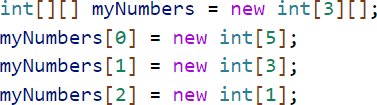 int[][] myNumbers = new int[3][];
myNumbers[0] = new int[5];
myNumbers[1] = new int[3];
myNumbers[2] = new int[1];